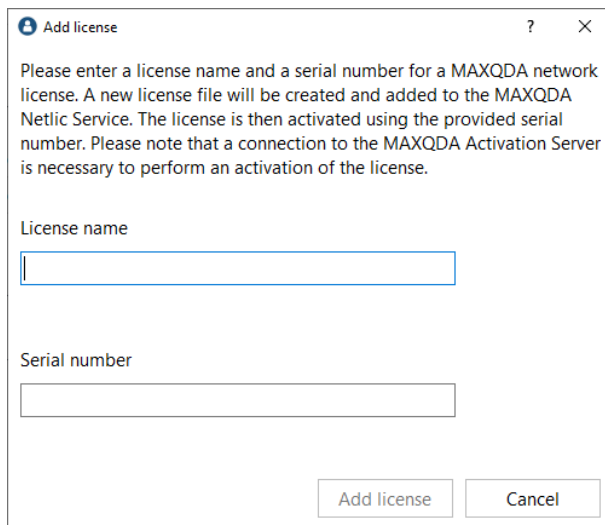 Add license
Please enter a license name and a serial number for a MAXQDA network
license. A new license file will be created and added to the MAXQDA
Netlic Service. The license is then activated using the provided serial
number. Please note that a connection to the MAXQDA Activation Server
is necessary to perform an activation of the license.
License name
Serial number
Add license
Cancel